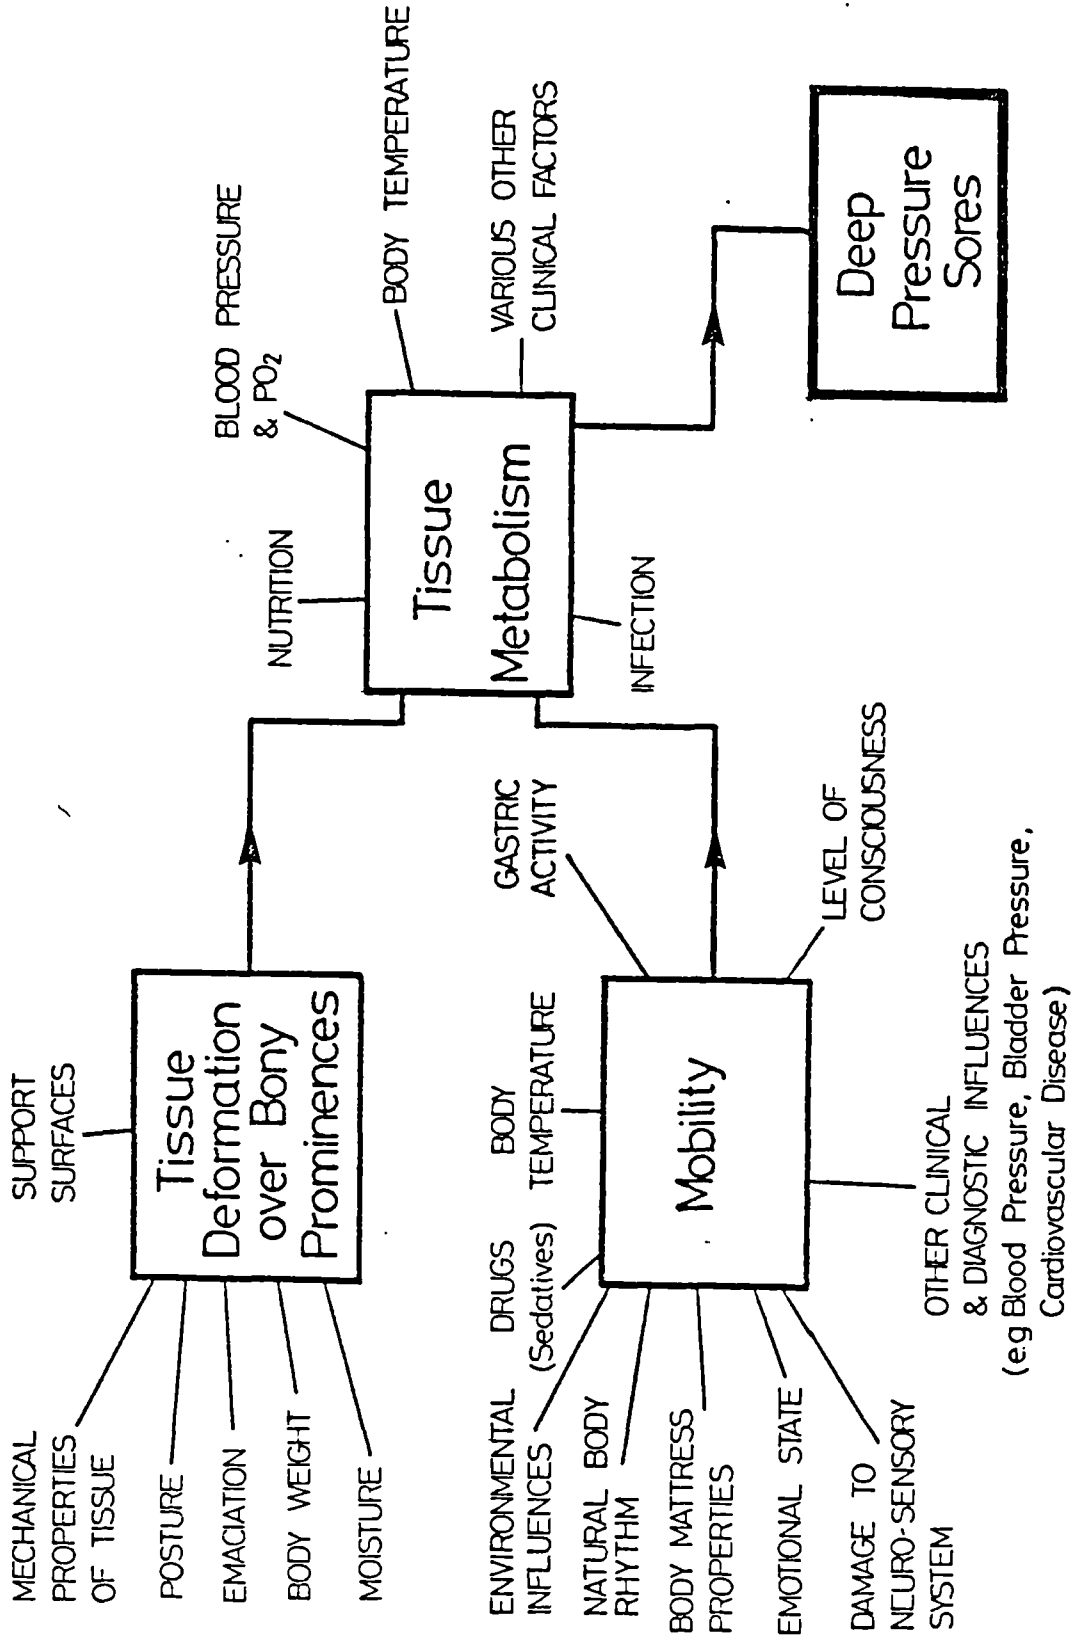 SUPPORT
SURFACES
MECHANICAL
PROPERTIES
OF TISSUE
POSTURE
EMACIATION
BODY WEIGHT
MOISTURE
Tissue
Deformation
over Bony
Prominences
NUTRITION
BLOOD PRESSURE
& PO2
BODY TEMPERATURE
VARIOUS OTHER
CLINICAL FACTORS
Tissue
Metabolism
INFECTION
ENVIRONMENTAL
INFLUENCES
DRUGS
(Sedatives)
BODY
TEMPERATURE
GASTRIC
ACTIVITY
NATURAL BODY
RHYTHM
BODY MATTRESS
PROPERTIES
EMOTIONAL STATE
DAMAGE TO
NEURO-SENSORY
SYSTEM
Mobility
LEVEL OF
CONSCIOUSNESS
OTHER CLINICAL
& DIAGNOSTIC INFLUENCES
(e.g Blood Pressure, Bladder Pressure,
Cardiovascular Disease)
Deep
Pressure
Sores